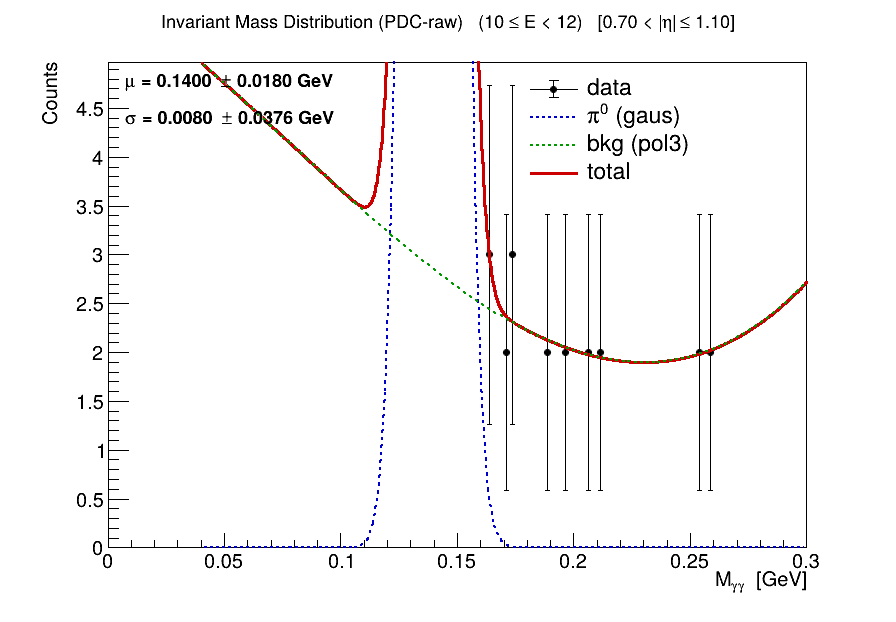 Invariant Mass Distribution (PDC-raw) (10 ≤ E < 12) [0.70 < |η| ≤ 1.10]
Counts
μ = 0.1400 ± 0.0180 GeV
σ = 0.0080 ± 0.0376 GeV
data
π⁰ (gaus)
bkg (pol3)
total
4.5
4
3.5
3
2.5
2
1.5
1
0.5
0
0 0.05 0.1 0.15 0.2 0.25 0.3
M_γγ [GeV]